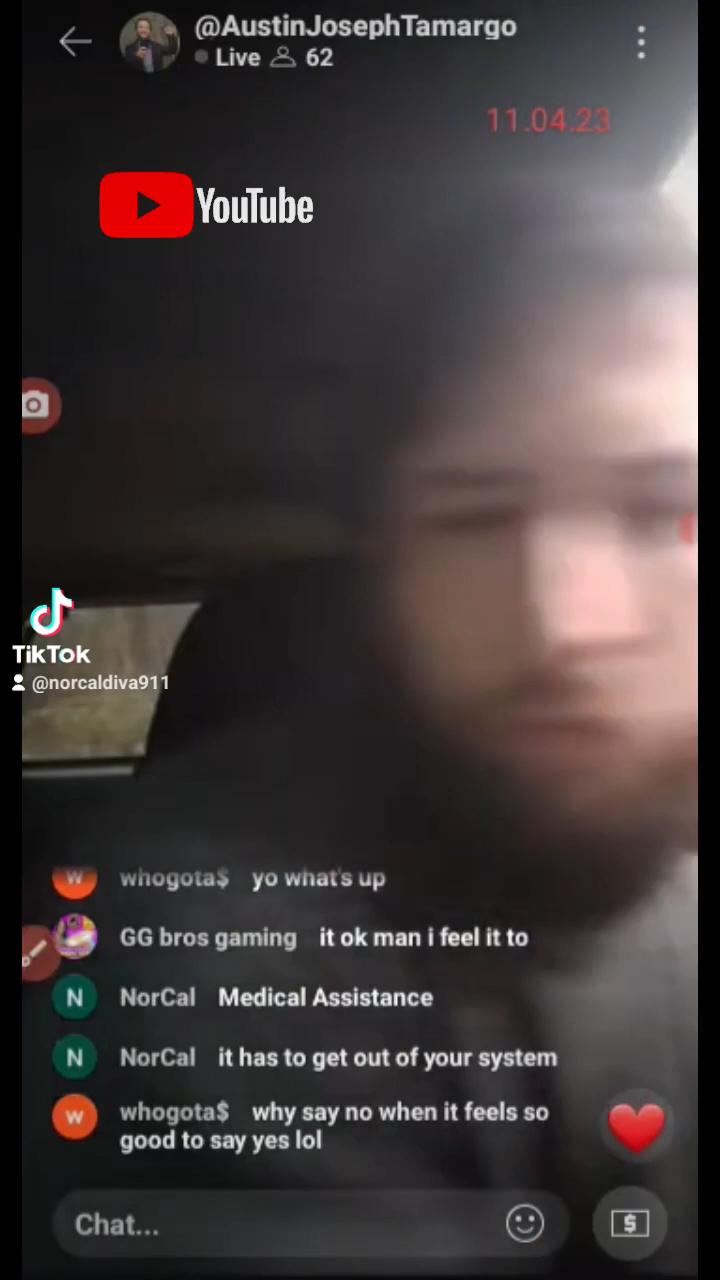 @AustinJosephTamargo
Live 62
11.04.23
YouTube
TikTok
@norcaldiva911
W whogota$ yo what's up
GG bros gaming it ok man i feel it to
N NorCal Medical Assistance
N NorCal it has to get out of your system
W whogota$ why say no when it feels so
good to say yes lol
Chat...
$